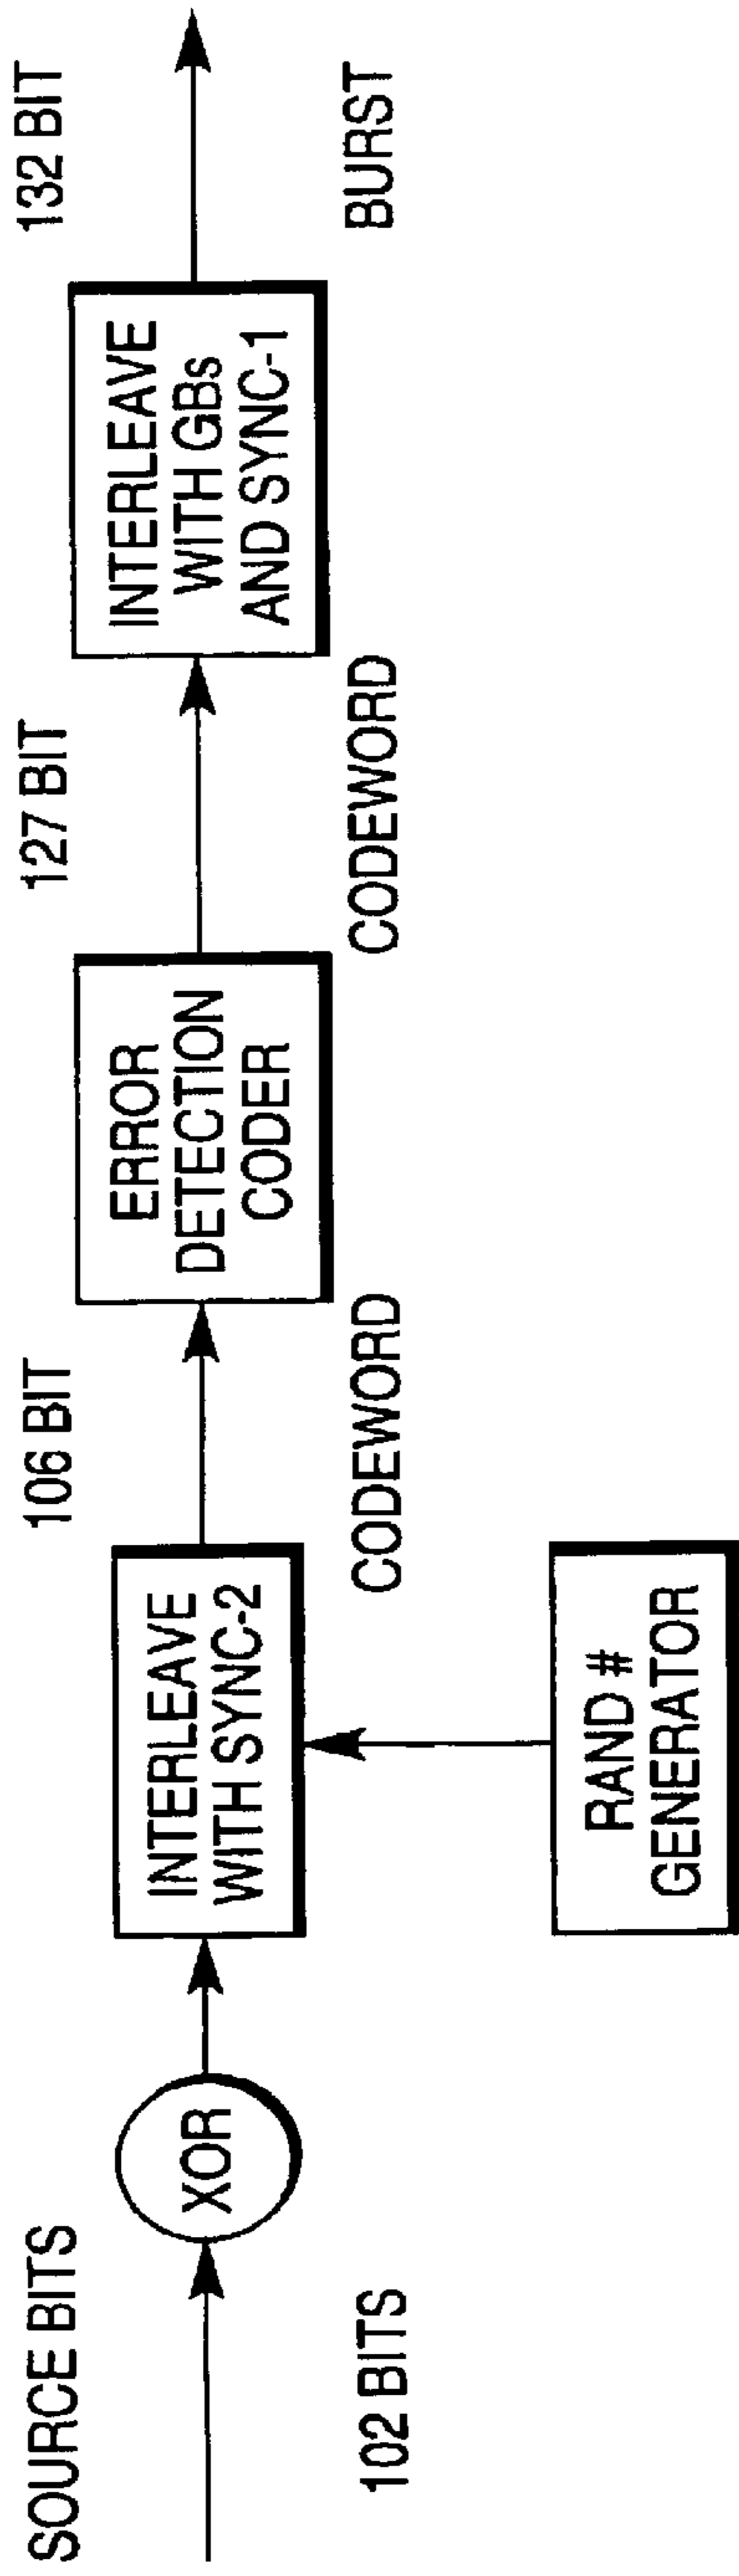 SOURCE BITS
102 BITS
XOR
INTERLEAVE
WITH SYNC-2
RAND #
GENERATOR
106 BIT
CODEWORD
ERROR
DETECTION
CODER
127 BIT
CODEWORD
INTERLEAVE
WITH GBs
AND SYNC-1
132 BIT
BURST